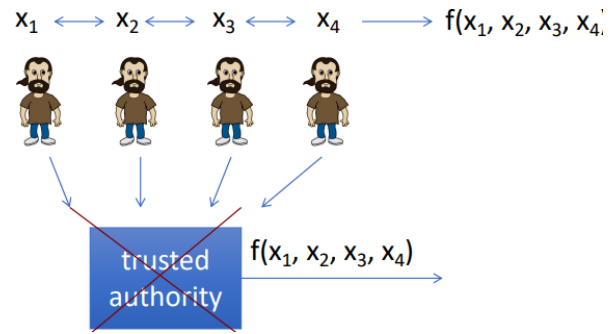 x₁ x₂ x₃ x₄ f(x₁, x₂, x₃, x₄)
f(x₁, x₂, x₃, x₄)
trusted
authority